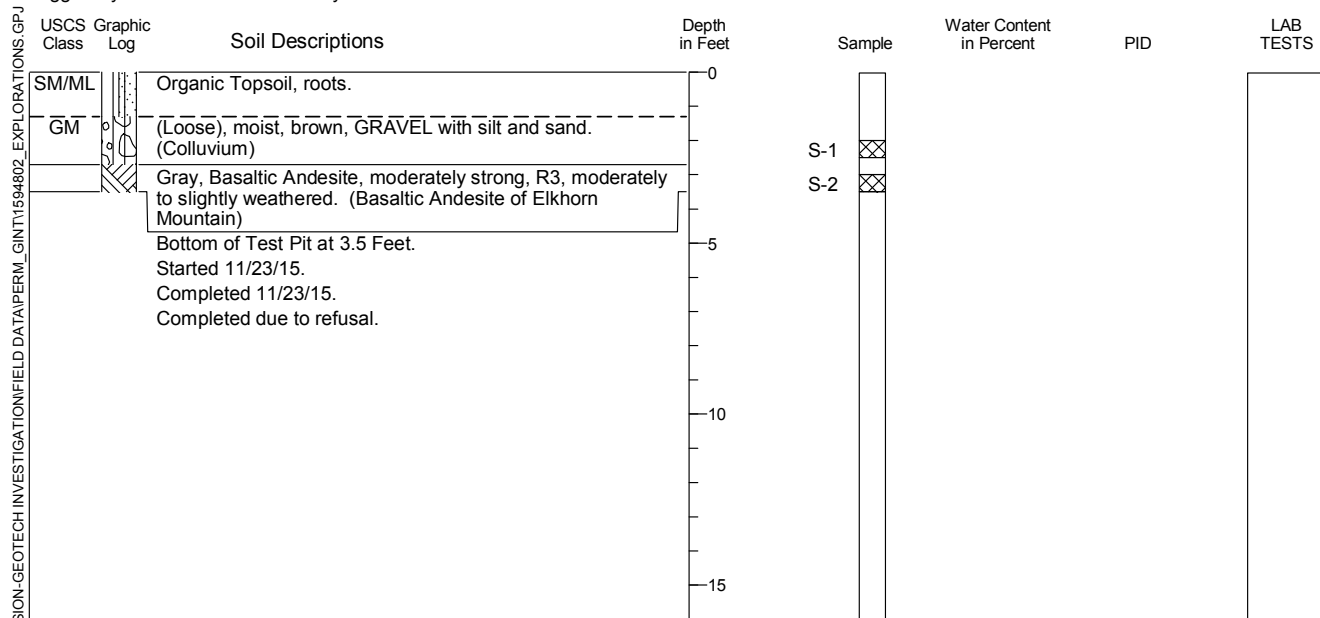 USCS Graphic
Class Log
Soil Descriptions
Depth
in Feet
Sample
Water Content
in Percent
PID
LAB
TESTS
SM/ML
Organic Topsoil, roots.
0
GM
(Loose), moist, brown, GRAVEL with silt and sand.
(Colluvium)
S-1
Gray, Basaltic Andesite, moderately strong, R3, moderately
to slightly weathered. (Basaltic Andesite of Elkhorn
Mountain)
S-2
Bottom of Test Pit at 3.5 Feet.
5
Started 11/23/15.
Completed 11/23/15.
Completed due to refusal.
10
15
SION-GEOTECH INVESTIGATION\FIELD DATA\PERM_GINT\1594802_EXPLORATIONS.GPJ